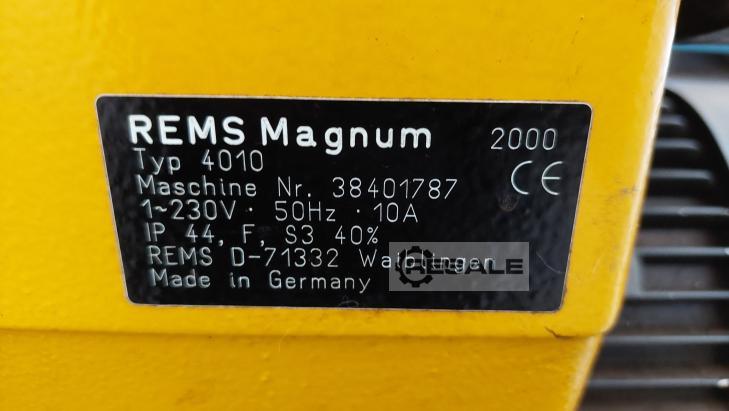 REMS Magnum 2000
Typ 4010
CE
Maschine Nr. 38401787
1~230V · 50Hz · 10A
IP 44, F, S3 40%
REMS D-71332 Waiblingen
RESALE
Made in Germany